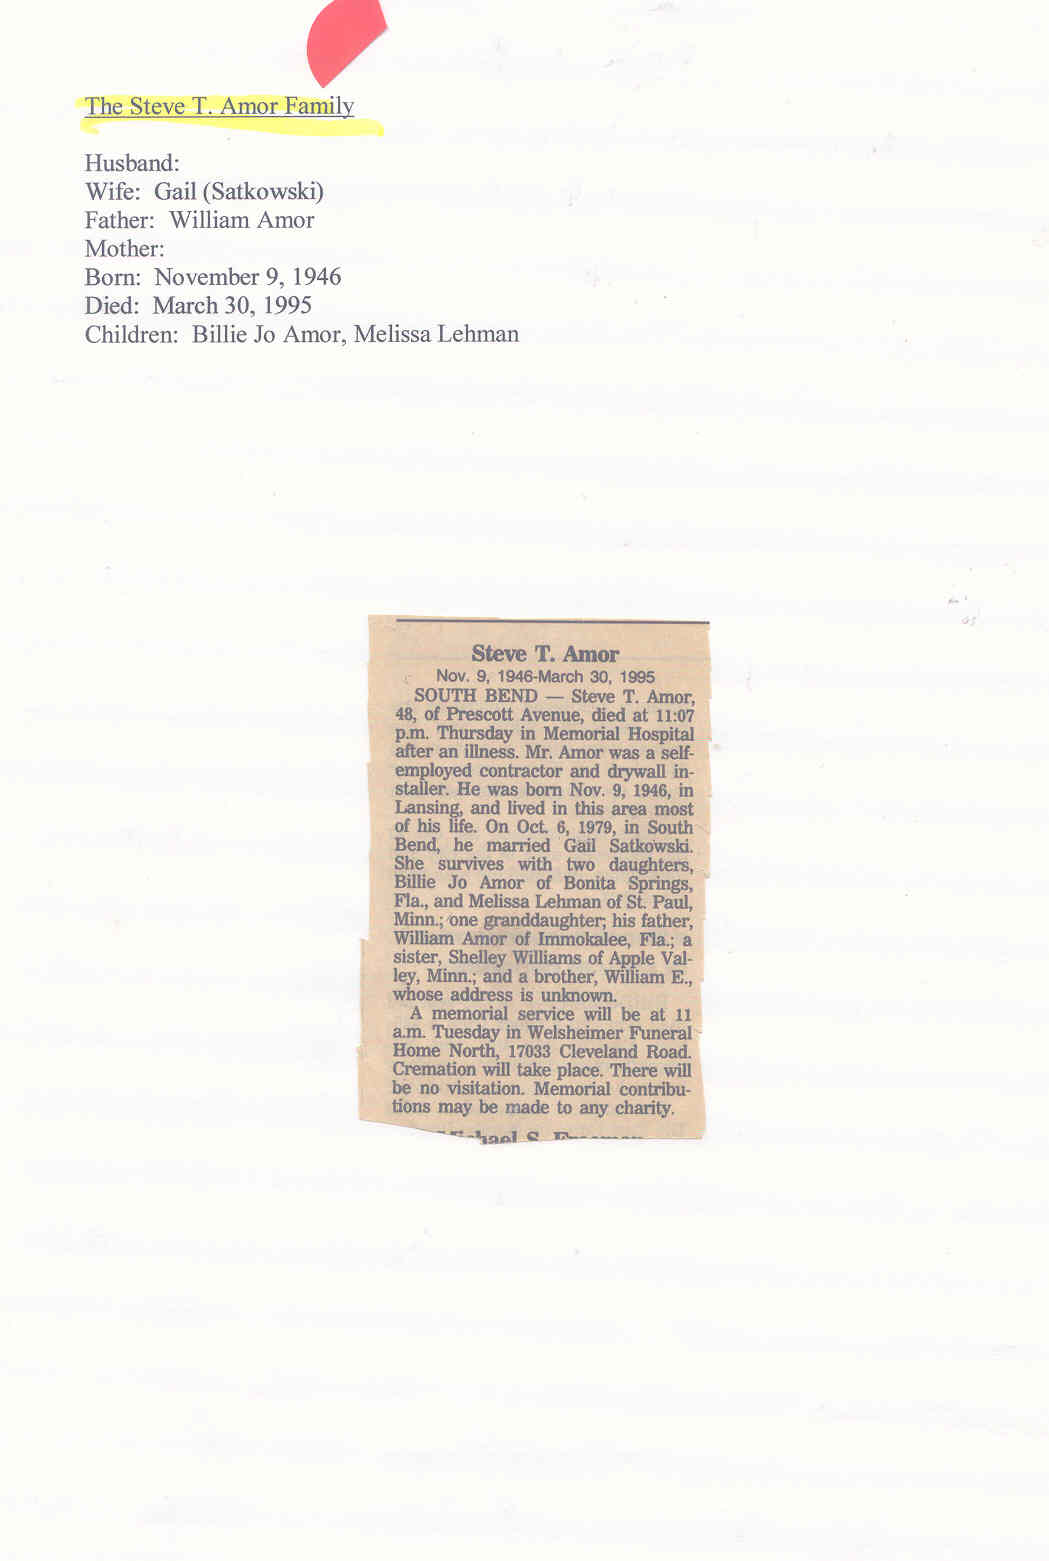 The Steve T. Amor Family
Husband:
Wife: Gail (Satkowski)
Father: William Amor
Mother:
Born: November 9, 1946
Died: March 30, 1995
Children: Billie Jo Amor, Melissa Lehman
Steve T. Amor
Nov. 9, 1946-March 30, 1995
SOUTH BEND — Steve T. Amor,
48, of Prescott Avenue, died at 11:07
p.m. Thursday in Memorial Hospital
after an illness. Mr. Amor was a self-
employed contractor and drywall in-
staller. He was born Nov. 9, 1946, in
Lansing, and lived in this area most
of his life. On Oct. 6, 1979, in South
Bend, he married Gail Satkowski.
She survives with two daughters,
Billie Jo Amor of Bonita Springs,
Fla., and Melissa Lehman of St. Paul,
Minn.; one granddaughter; his father,
William Amor of Immokalee, Fla.; a
sister, Shelley Williams of Apple Val-
ley, Minn.; and a brother, William E.,
whose address is unknown.
A memorial service will be at 11
a.m. Tuesday in Welsheimer Funeral
Home North, 17033 Cleveland Road.
Cremation will take place. There will
be no visitation. Memorial contribu-
tions may be made to any charity.
Michael S.